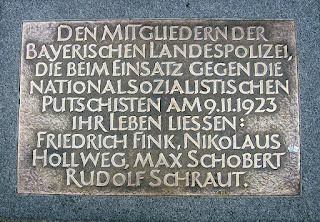 DEN MITGLIEDERN DER
BAYERISCHEN LANDESPOLIZEI,
DIE BEIM EINSATZ GEGEN DIE
NATIONALSOZIALISTISCHEN
PUTSCHISTEN AM 9.11.1923
IHR LEBEN LIESSEN:
FRIEDRICH FINK, NIKOLAUS
HOLLWEG, MAX SCHOBERT
RUDOLF SCHRAUT.